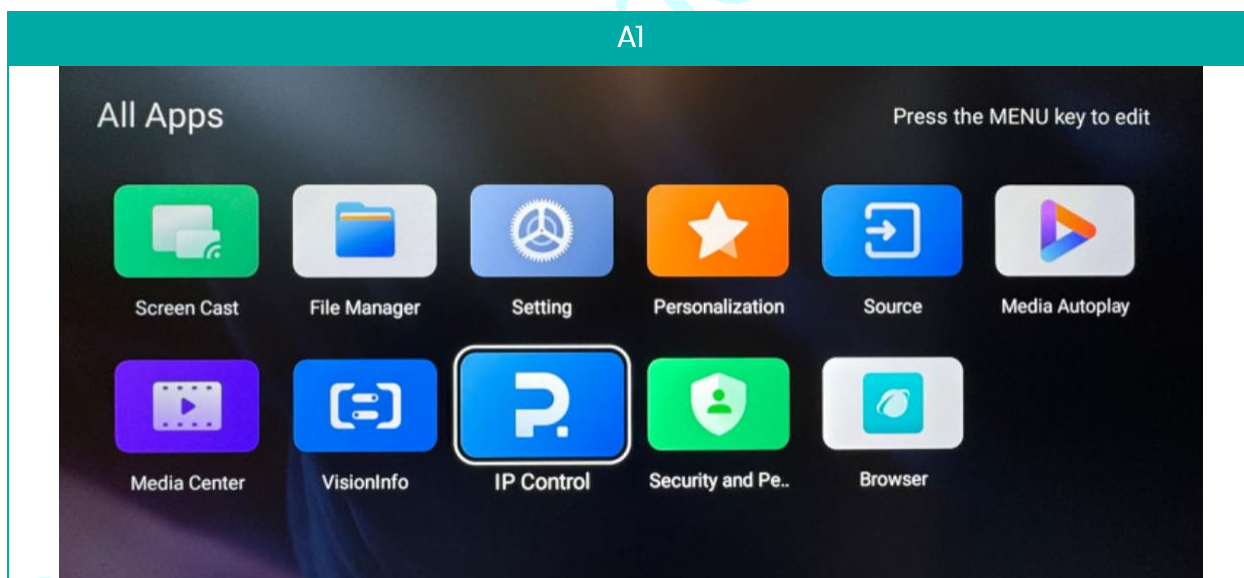 A1
All Apps
Press the MENU key to edit
Screen Cast
File Manager
Setting
Personalization
Source
Media Autoplay
Media Center
VisionInfo
IP Control
Security and Pe..
Browser